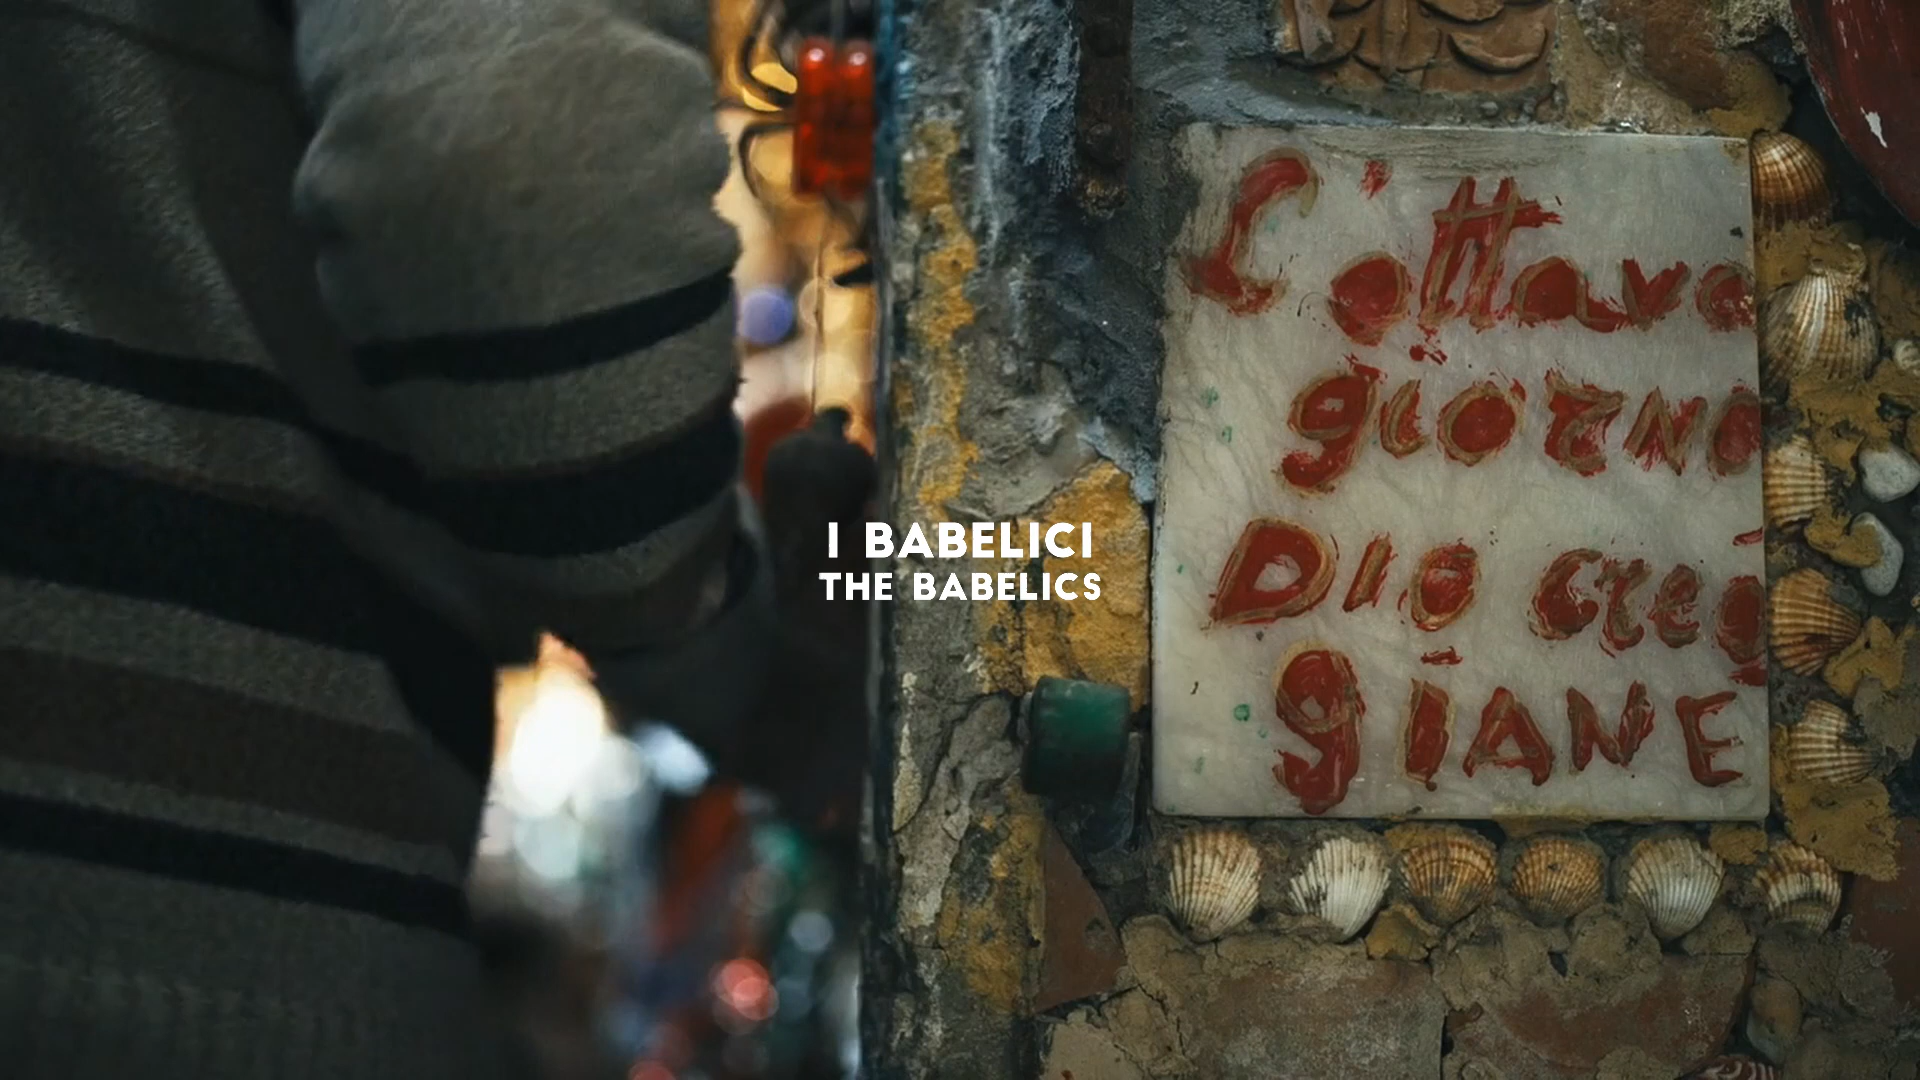 I BABELICI
THE BABELICS
L'ottavo
giorno
Dio creò
giANE